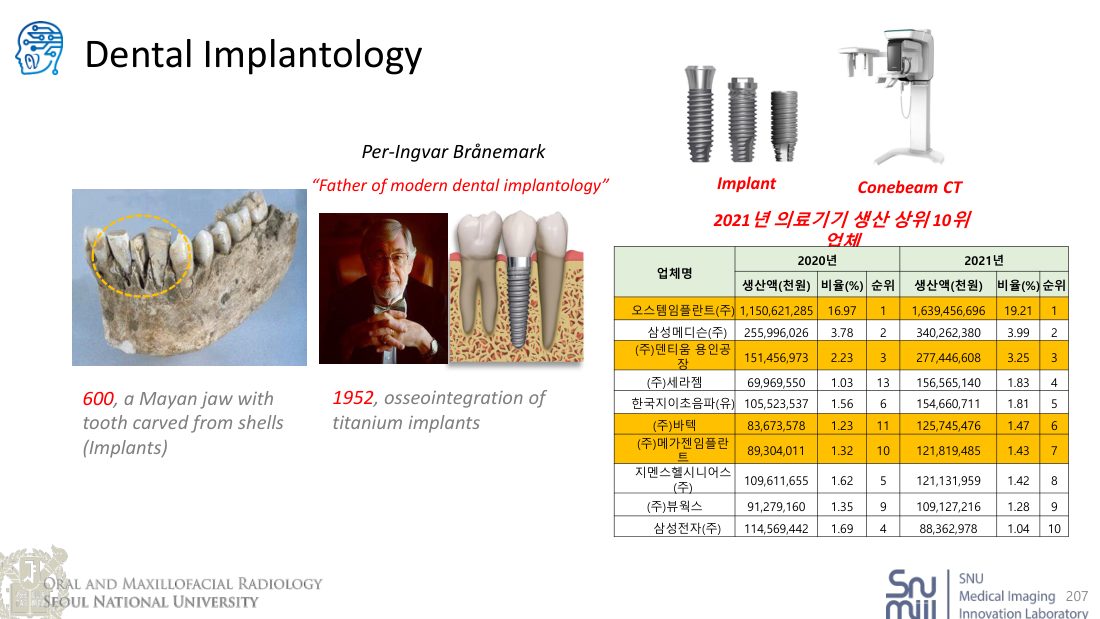 Dental Implantology
Per-Ingvar Brånemark
“Father of modern dental implantology”
600, a Mayan jaw with
tooth carved from shells
(Implants)
1952, osseointegration of
titanium implants
Implant
Conebeam CT
2021년 의료기기 생산 상위 10위
업체
업체명 2020년 2021년
생산액(천원) 비율(%) 순위 생산액(천원) 비율(%) 순위
오스템임플란트(주) 1,150,621,285 16.97 1 1,639,456,696 19.21 1
삼성메디슨(주) 255,996,026 3.78 2 340,262,380 3.99 2
(주)덴티움 용인공
장 151,456,973 2.23 3 277,446,608 3.25 3
(주)세라젬 69,969,550 1.03 13 156,565,140 1.83 4
한국지이초음파(유) 105,523,537 1.56 6 154,660,711 1.81 5
(주)바텍 83,673,578 1.23 11 125,745,476 1.47 6
(주)메가젠임플란
트 89,304,011 1.32 10 121,819,485 1.43 7
지멘스헬시니어스
(주) 109,611,655 1.62 5 121,131,959 1.42 8
(주)뷰웍스 91,279,160 1.35 9 109,127,216 1.28 9
삼성전자(주) 114,569,442 1.69 4 88,362,978 1.04 10
ORAL AND MAXILLOFACIAL RADIOLOGY
SEOUL NATIONAL UNIVERSITY
SNU
miil
SNU
Medical Imaging
Innovation Laboratory
207